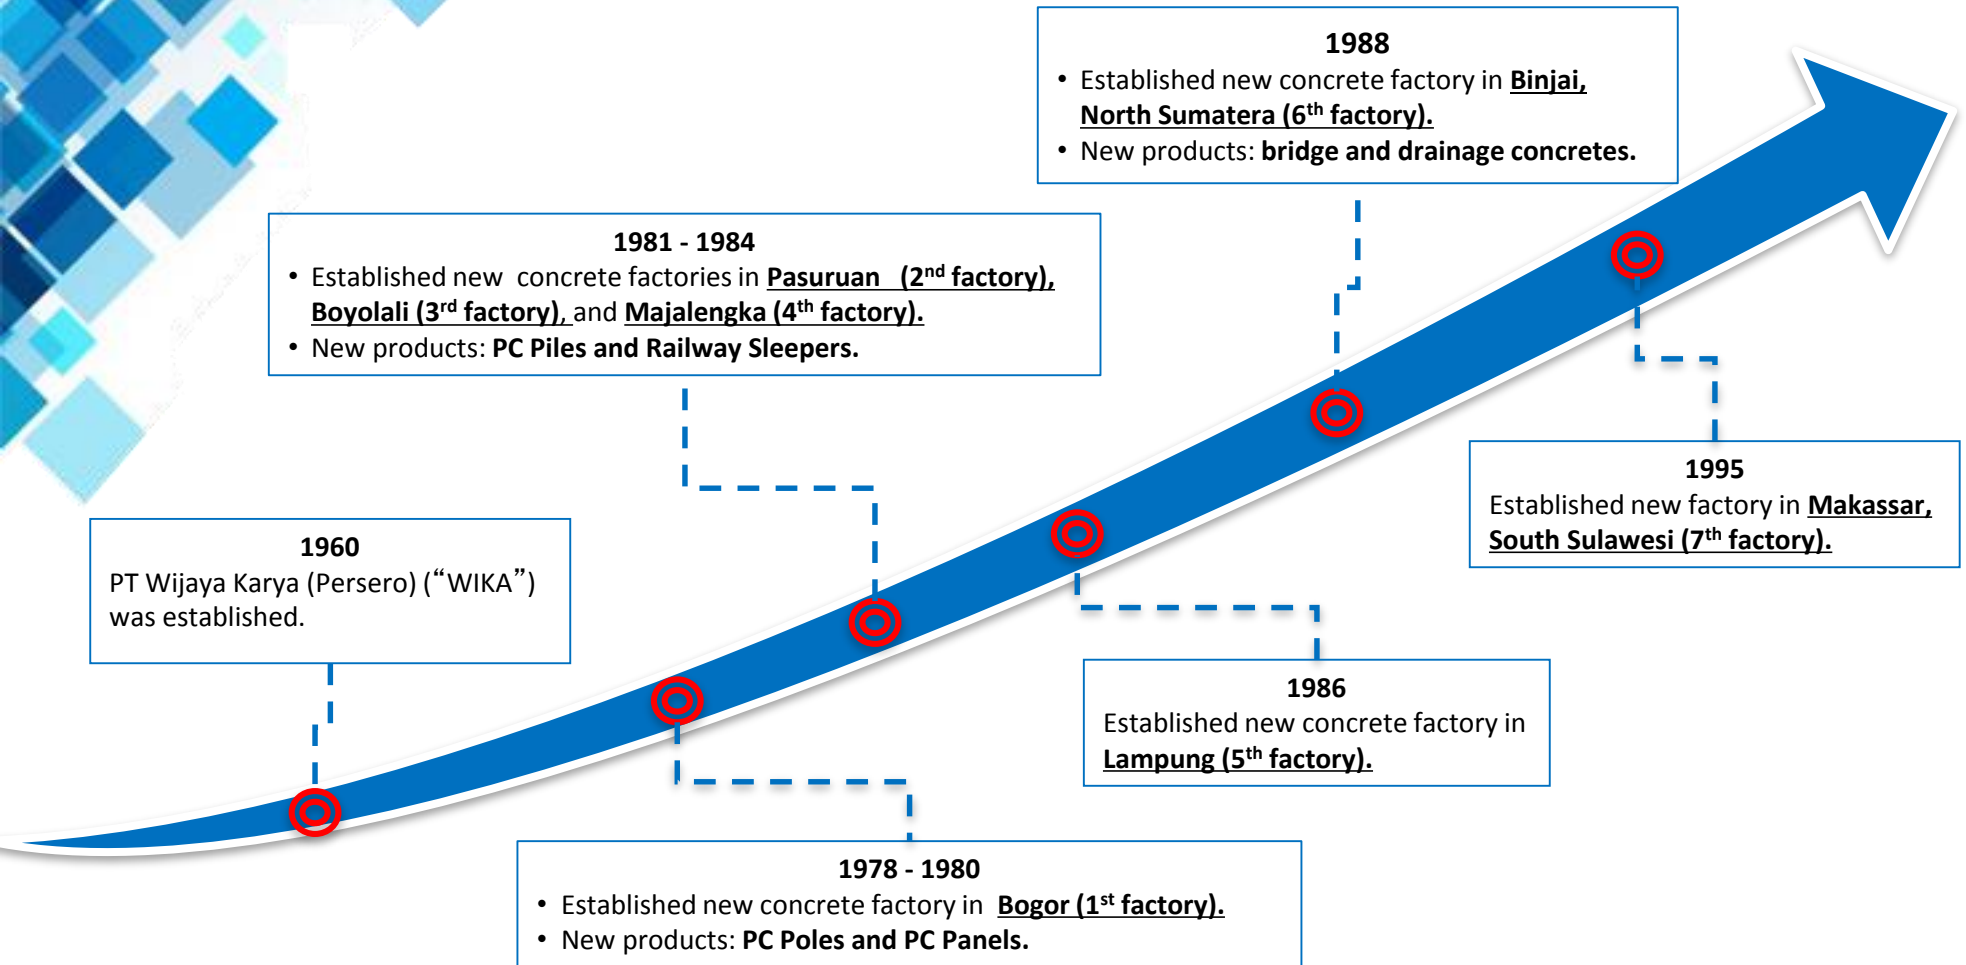 1988
• Established new concrete factory in Binjai,
North Sumatera (6th factory).
• New products: bridge and drainage concretes.
1981 - 1984
• Established new concrete factories in Pasuruan (2nd factory),
Boyolali (3rd factory), and Majalengka (4th factory).
• New products: PC Piles and Railway Sleepers.
1995
Established new factory in Makassar,
South Sulawesi (7th factory).
1960
PT Wijaya Karya (Persero) (“WIKA”)
was established.
1986
Established new concrete factory in
Lampung (5th factory).
1978 - 1980
• Established new concrete factory in Bogor (1st factory).
• New products: PC Poles and PC Panels.